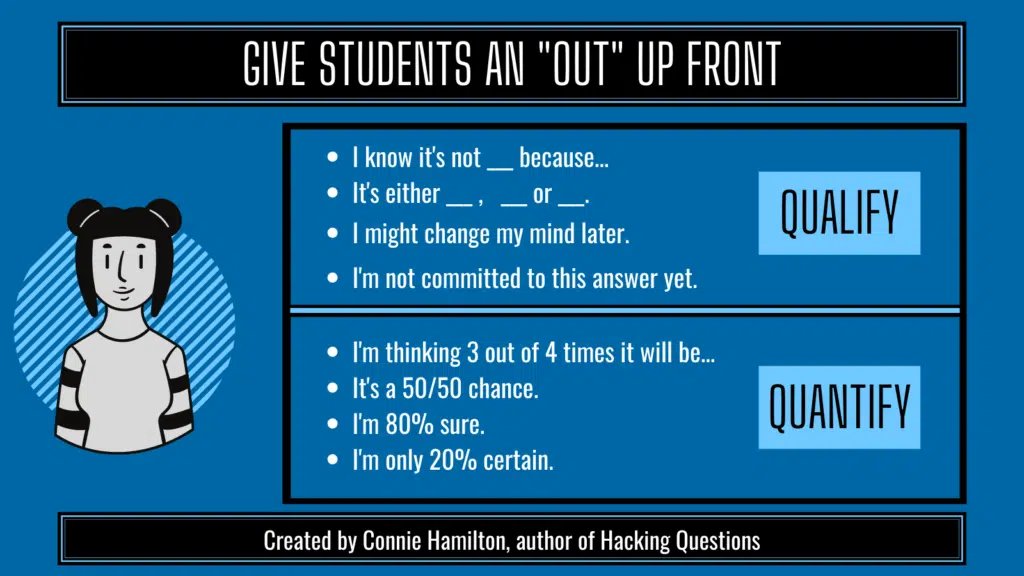 GIVE STUDENTS AN "OUT" UP FRONT
• I know it's not __ because...
• It's either __ , __ or __.
• I might change my mind later.
• I'm not committed to this answer yet.
QUALIFY
• I'm thinking 3 out of 4 times it will be...
• It's a 50/50 chance.
• I'm 80% sure.
• I'm only 20% certain.
QUANTIFY
Created by Connie Hamilton, author of Hacking Questions